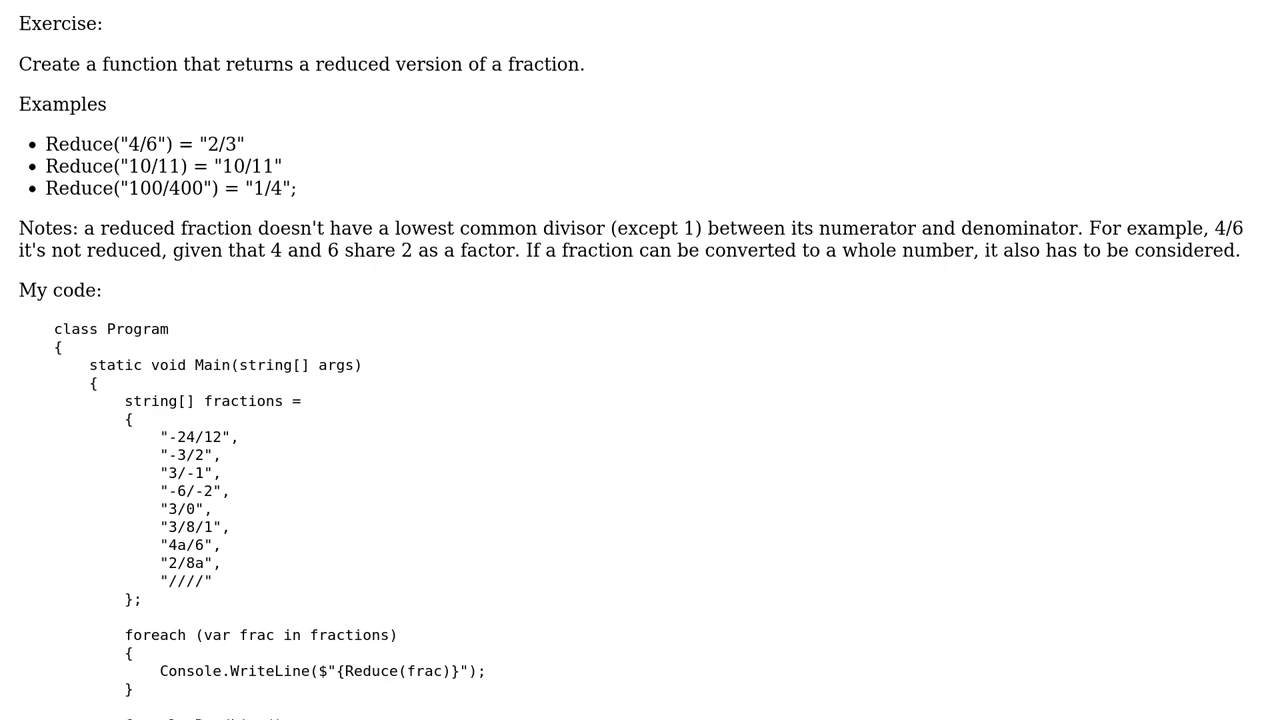 Exercise:
Create a function that returns a reduced version of a fraction.
Examples
• Reduce("4/6") = "2/3"
• Reduce("10/11) = "10/11"
• Reduce("100/400") = "1/4";
Notes: a reduced fraction doesn't have a lowest common divisor (except 1) between its numerator and denominator. For example, 4/6
it's not reduced, given that 4 and 6 share 2 as a factor. If a fraction can be converted to a whole number, it also has to be considered.
My code:
class Program
{
static void Main(string[] args)
{
string[] fractions =
{
"-24/12",
"-3/2",
"3/-1",
"-6/-2",
"3/0",
"3/8/1",
"4a/6",
"2/8a",
"////"
};
foreach (var frac in fractions)
{
Console.WriteLine($"{Reduce(frac)}");
}